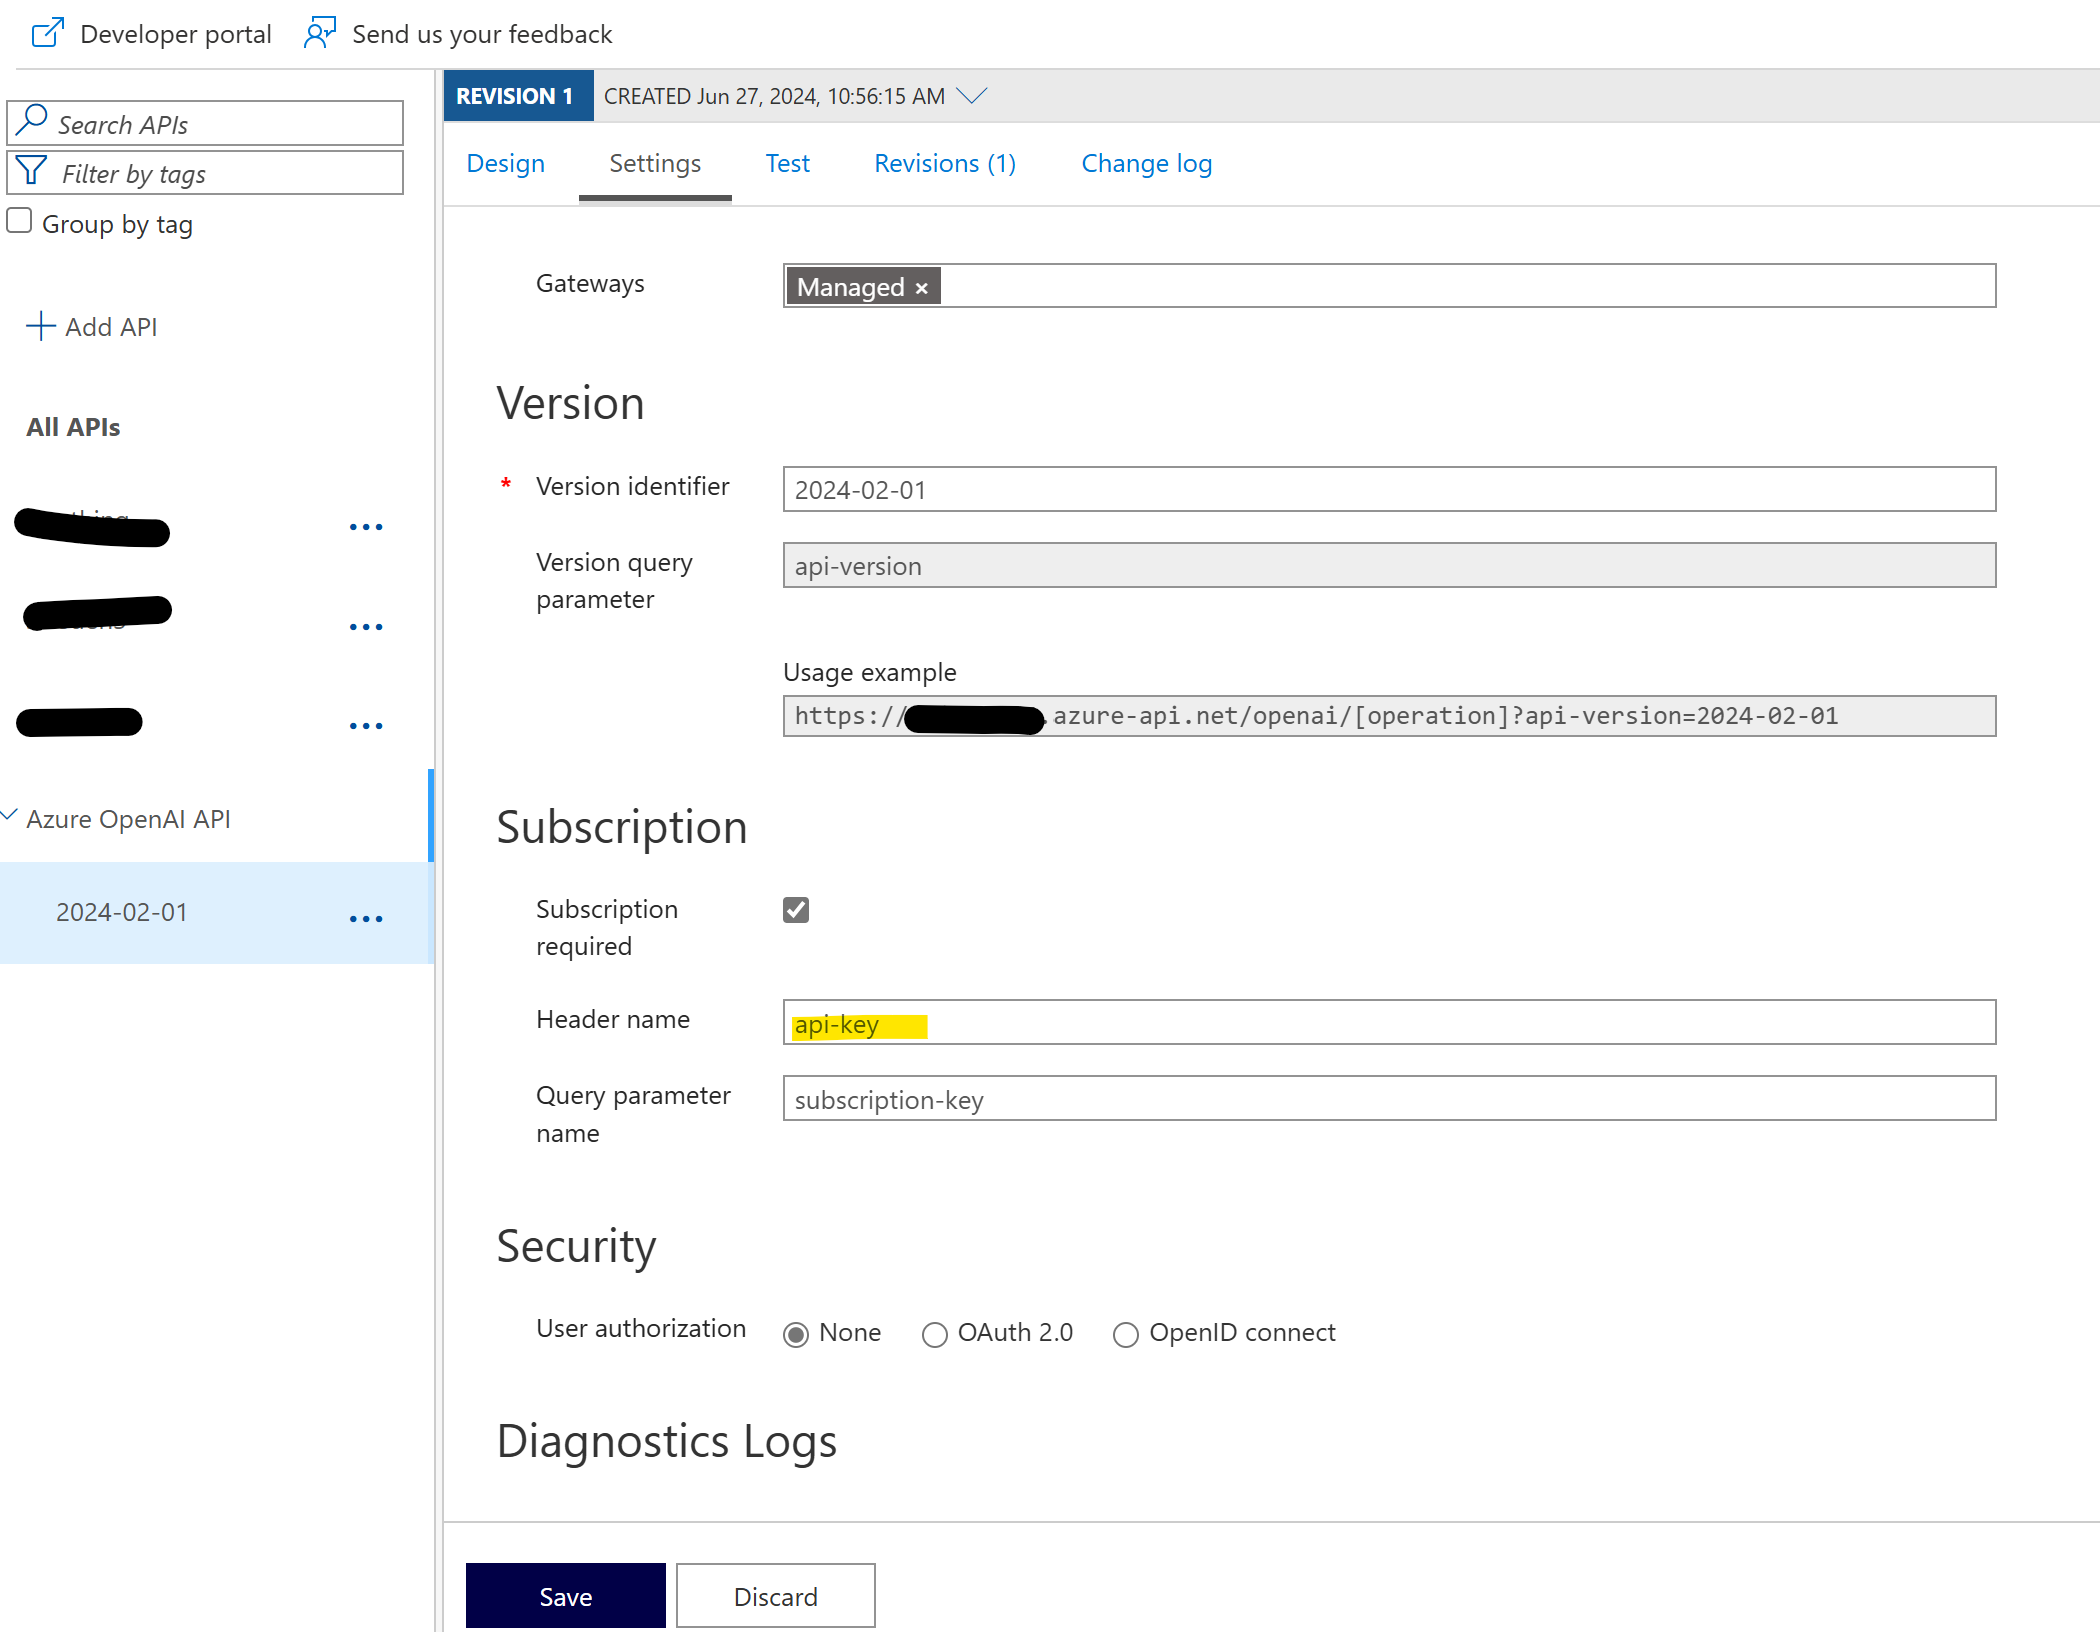 Developer portal
Send us your feedback
Search APIs
Filter by tags
Group by tag
Add API
All APIs
Azure OpenAI API
2024-02-01
REVISION 1
CREATED Jun 27, 2024, 10:56:15 AM
Design
Settings
Test
Revisions (1)
Change log
Gateways
Managed ×
Version
* Version identifier
2024-02-01
Version query
parameter
api-version
Usage example
https://
.azure-api.net/openai/[operation]?api-version=2024-02-01
Subscription
Subscription
required
Header name
api-key
Query parameter
name
subscription-key
Security
User authorization
None
OAuth 2.0
OpenID connect
Diagnostics Logs
Save
Discard